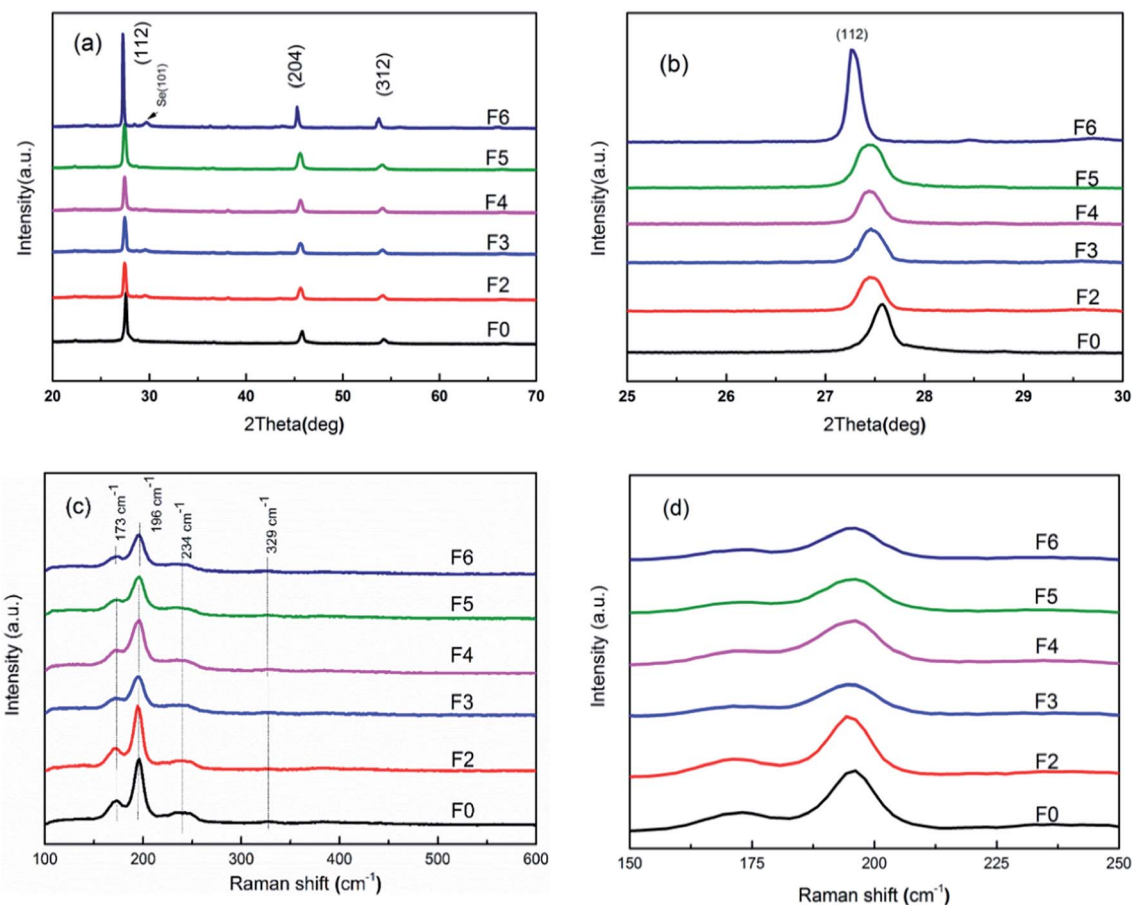 (a)
(112)
Se(101)
(204)
(312)
F6
F5
F4
F3
F2
F0
Intensity(a.u.)
20 30 40 50 60 70
2Theta(deg)
(b)
(112)
F6
F5
F4
F3
F2
F0
Intensity(a.u.)
25 26 27 28 29 30
2Theta(deg)
(c)
173 cm-1
196 cm-1
234 cm-1
329 cm-1
F6
F5
F4
F3
F2
F0
Intensity (a.u.)
100 200 300 400 500 600
Raman shift (cm-1)
(d)
F6
F5
F4
F3
F2
F0
Intensity (a.u.)
150 175 200 225 250
Raman shift (cm-1)